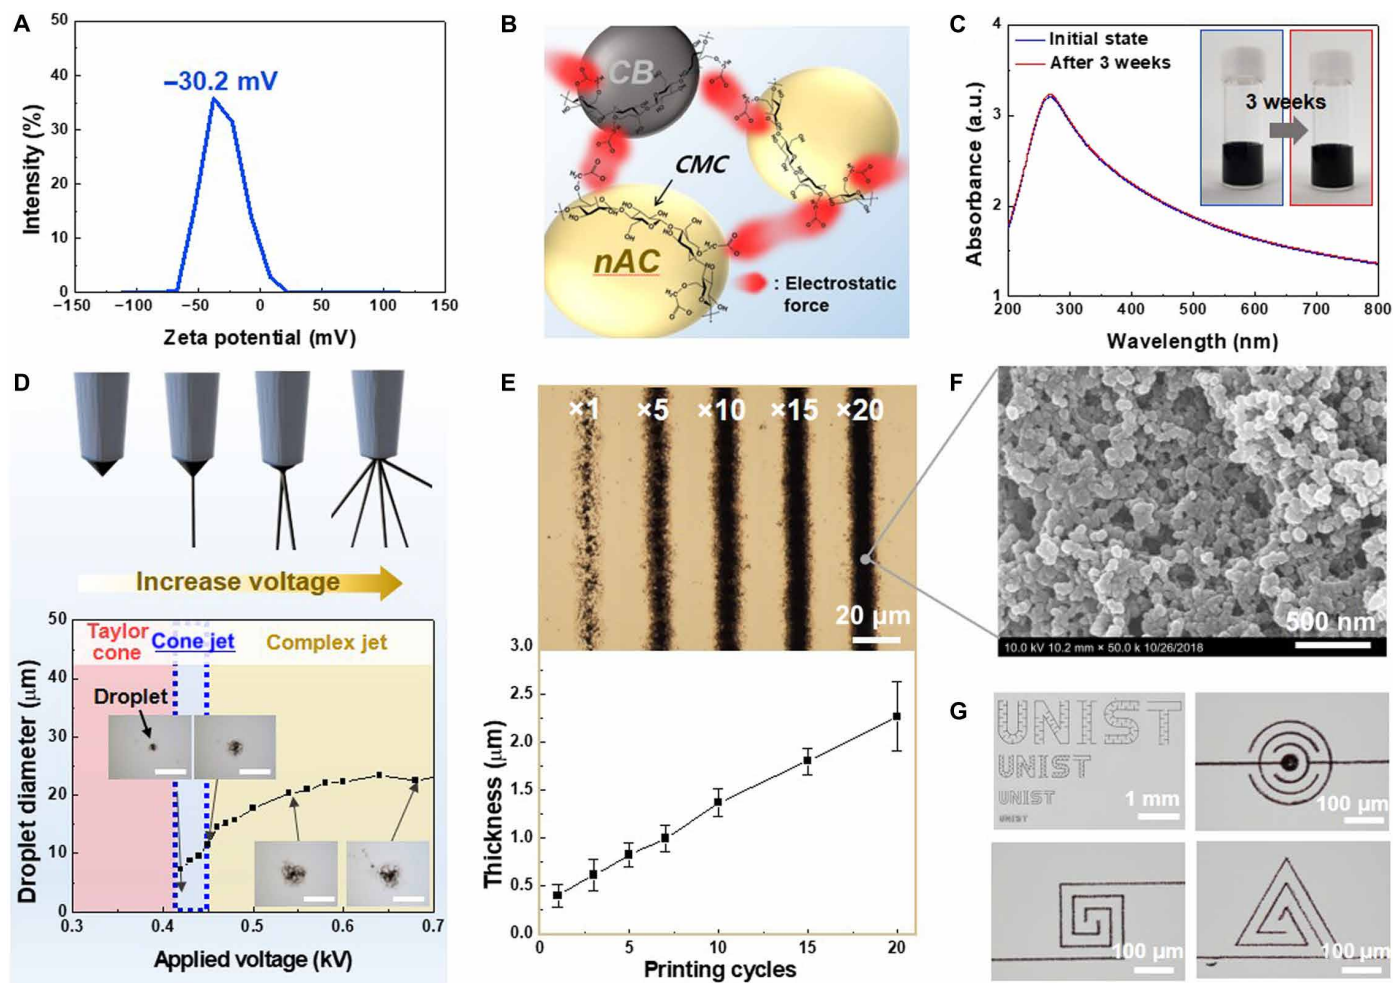 A
50
40
30
20
10
0
Intensity (%)
−30.2 mV
−150
−100
−50
0
50
100
150
Zeta potential (mV)
B
CB
CMC
nAC
: Electrostatic
force
C
4
3
2
1
Absorbance (a.u.)
Initial state
After 3 weeks
3 weeks
200
300
400
500
600
700
800
Wavelength (nm)
D
Increase voltage
50
40
30
20
10
0
Droplet diameter (μm)
Taylor
cone
Cone jet
Complex jet
Droplet
0.3
0.4
0.5
0.6
0.7
Applied voltage (kV)
E
×1
×5
×10
×15
×20
20 μm
3.0
2.5
2.0
1.5
1.0
0.5
0.0
Thickness (μm)
0
5
10
15
20
Printing cycles
F
500 nm
10.0 kV 10.2 mm × 50.0 k 10/26/2018
G
UNIST
UNIST
UNIST
UNIST
1 mm
100 μm
100 μm
100 μm